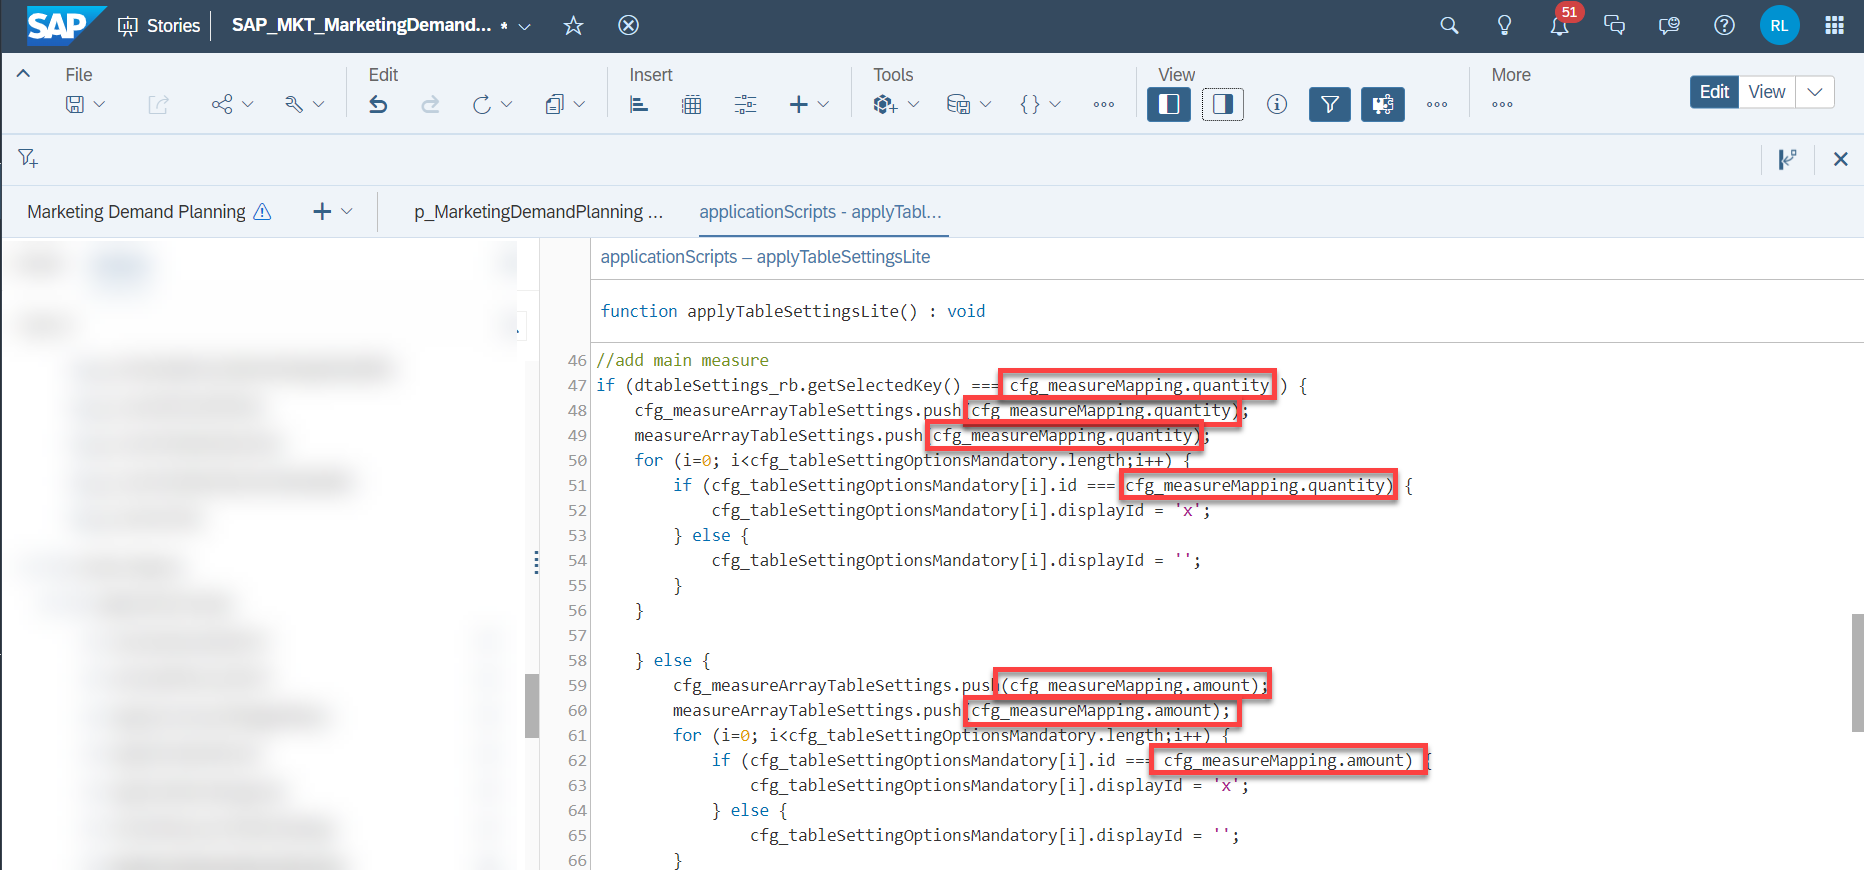 SAP Stories SAP_MKT_MarketingDemand... * 51 RL
File Edit Insert Tools View More
Edit View
Marketing Demand Planning p_MarketingDemandPlanning ... applicationScripts - applyTabl...
applicationScripts – applyTableSettingsLite
function applyTableSettingsLite() : void
46 //add main measure
47 if (dtableSettings_rb.getSelectedKey() === cfg_measureMapping.quantity ) {
48 cfg_measureArrayTableSettings.push(cfg_measureMapping.quantity);
49 measureArrayTableSettings.push(cfg_measureMapping.quantity);
50 for (i=0; i<cfg_tableSettingOptionsMandatory.length;i++) {
51 if (cfg_tableSettingOptionsMandatory[i].id === cfg_measureMapping.quantity) {
52 cfg_tableSettingOptionsMandatory[i].displayId = 'x';
53 } else {
54 cfg_tableSettingOptionsMandatory[i].displayId = '';
55 }
56 }
57
58 } else {
59 cfg_measureArrayTableSettings.push(cfg_measureMapping.amount);
60 measureArrayTableSettings.push(cfg_measureMapping.amount);
61 for (i=0; i<cfg_tableSettingOptionsMandatory.length;i++) {
62 if (cfg_tableSettingOptionsMandatory[i].id === cfg_measureMapping.amount) {
63 cfg_tableSettingOptionsMandatory[i].displayId = 'x';
64 } else {
65 cfg_tableSettingOptionsMandatory[i].displayId = '';
66 }